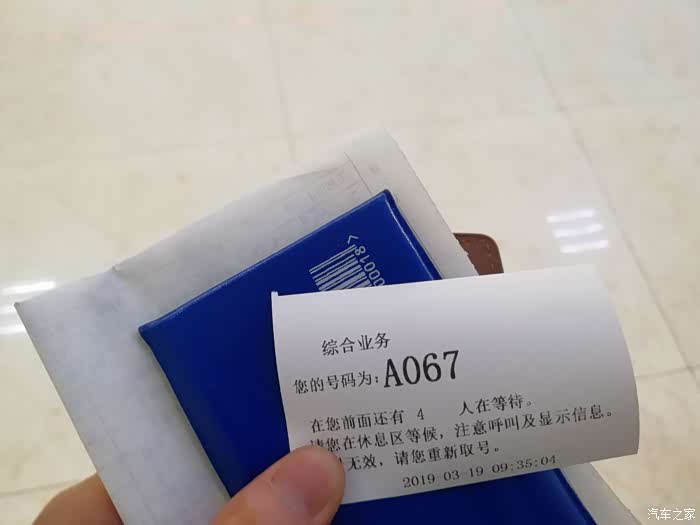 综合业务
您的号码为: A067
在您前面还有 4 人在等待。
请您在休息区等候，注意呼叫及显示信息。
无效，请您重新取号。
2019-03-19 09:35:04
0018
汽车之家